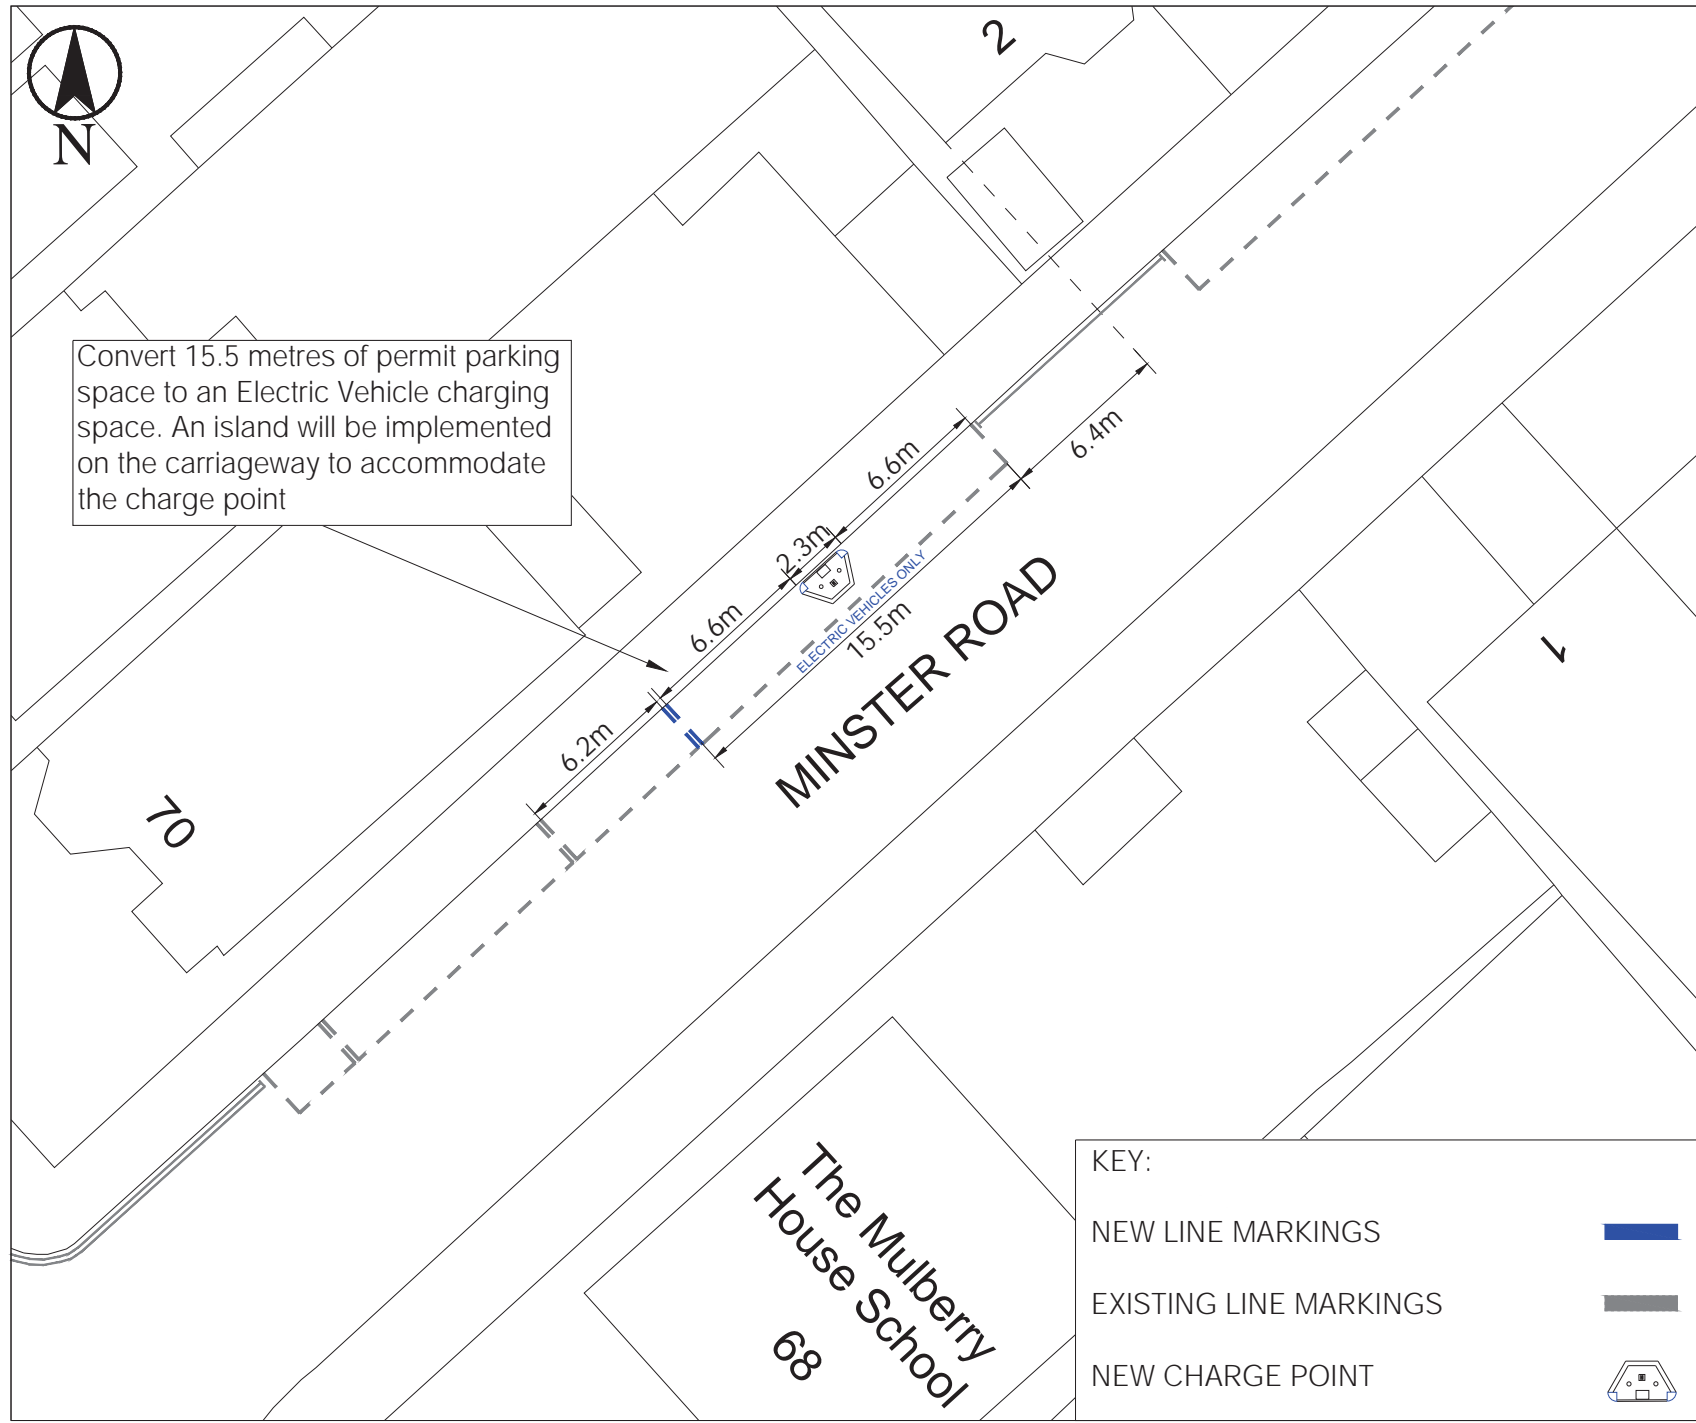 N
2
Convert 15.5 metres of permit parking
space to an Electric Vehicle charging
space. An island will be implemented
on the carriageway to accommodate
the charge point
6.4m
6.6m
2.3m
ELECTRIC VEHICLES ONLY
15.5m
6.6m
6.2m
MINSTER ROAD
1
70
The Mulberry
House School
68
KEY:
NEW LINE MARKINGS
EXISTING LINE MARKINGS
NEW CHARGE POINT